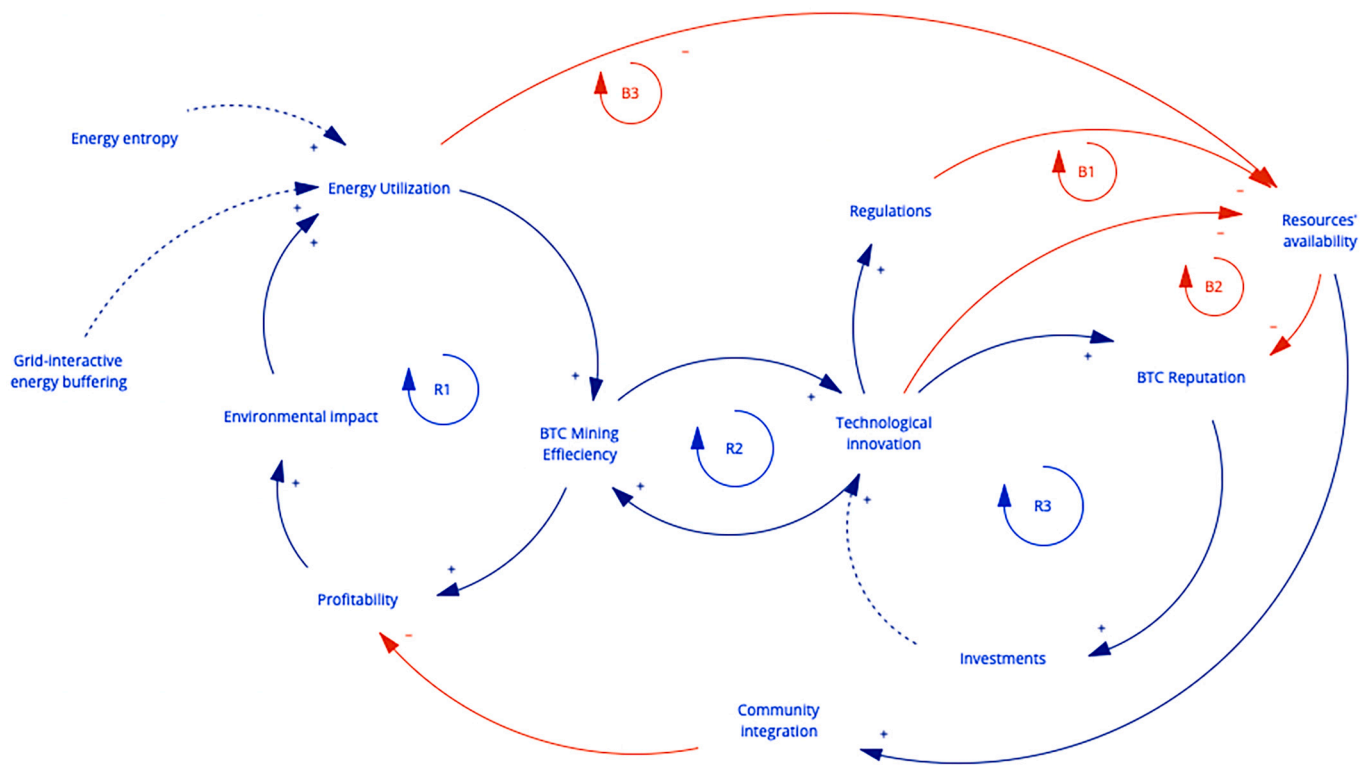 −
B3
Energy entropy
+
B1
Energy Utilization
−
+
Regulations
Resources'
availability
−
+
+
B2
−
Grid-interactive
energy buffering
+
BTC Reputation
+
R1
Environmental impact
+
Technological
innovation
BTC Mining
Effieciency
R2
+
+
+
R3
+
Profitability
+
−
Investments
Community
integration
+